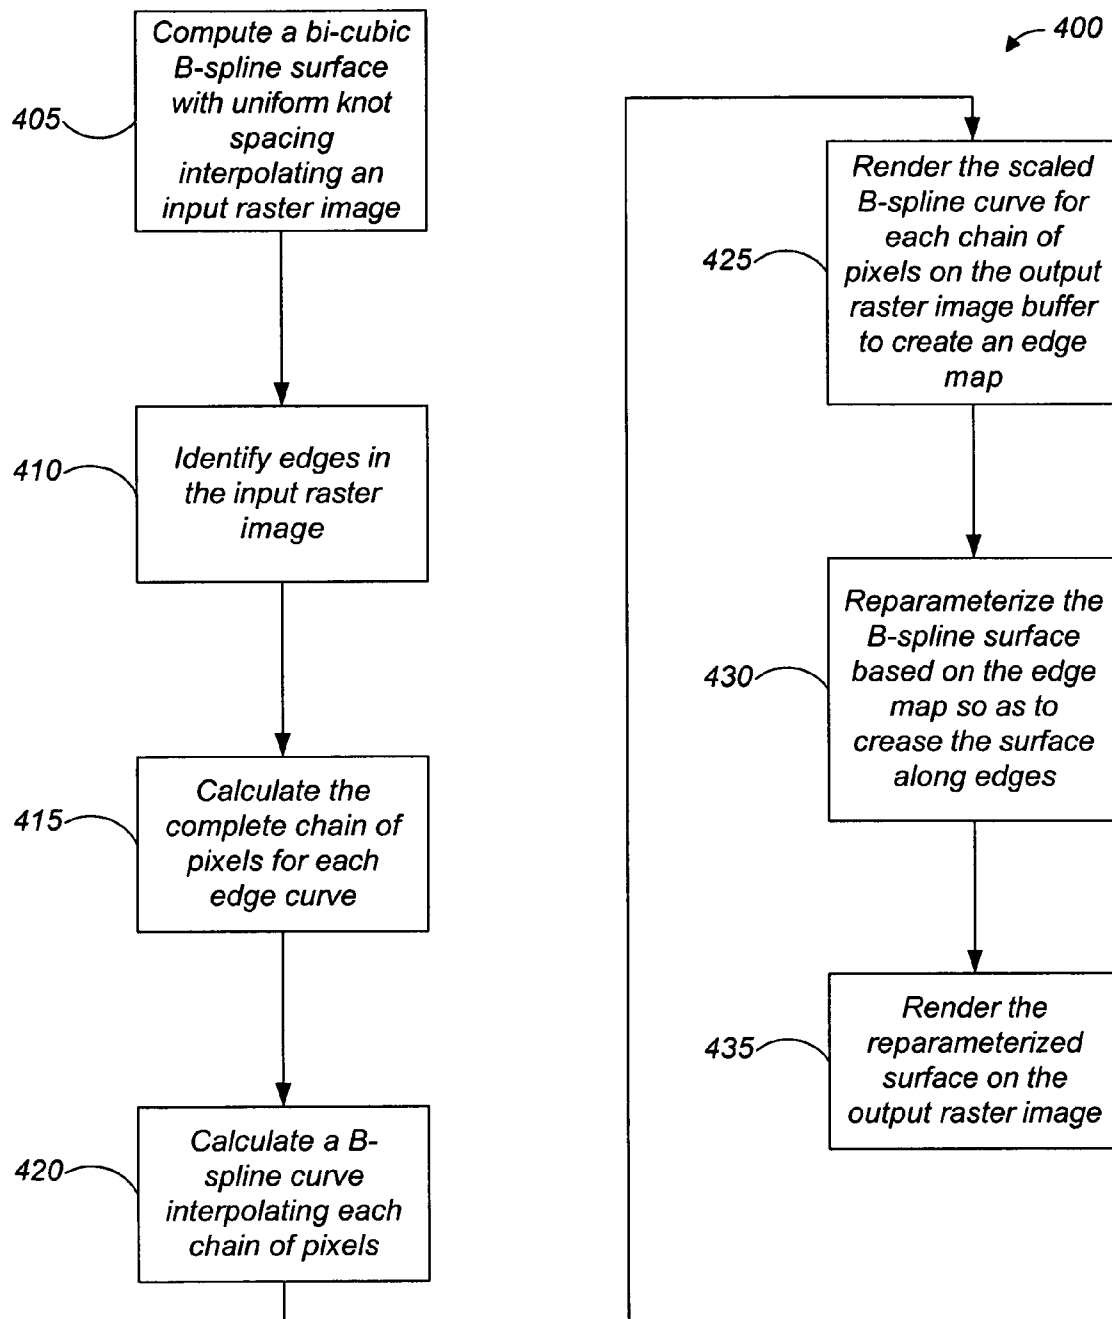 400
405
Compute a bi-cubic
B-spline surface
with uniform knot
spacing
interpolating an
input raster image
410
Identify edges in
the input raster
image
415
Calculate the
complete chain of
pixels for each
edge curve
420
Calculate a B-
spline curve
interpolating each
chain of pixels
425
Render the scaled
B-spline curve for
each chain of
pixels on the output
raster image buffer
to create an edge
map
430
Reparameterize the
B-spline surface
based on the edge
map so as to
crease the surface
along edges
435
Render the
reparameterized
surface on the
output raster image